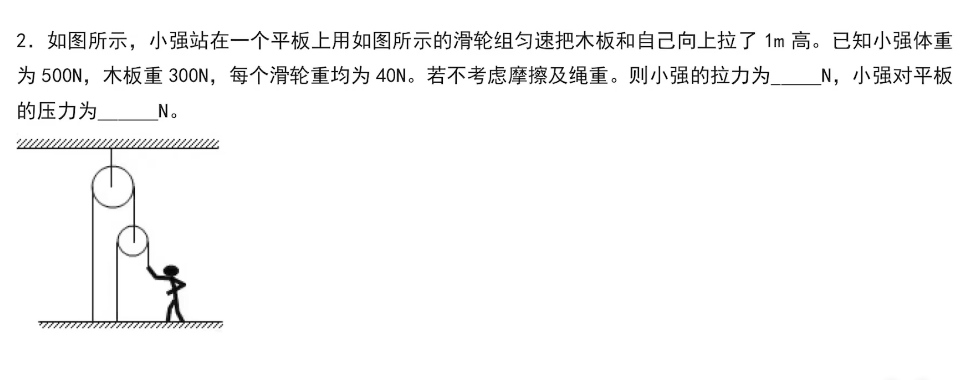 2. 如图所示，小强站在一个平板上用如图所示的滑轮组匀速把木板和自己向上拉了 1m 高。已知小强体重
为 500N，木板重 300N，每个滑轮重均为 40N。若不考虑摩擦及绳重。则小强的拉力为_____N，小强对平板
的压力为______N。